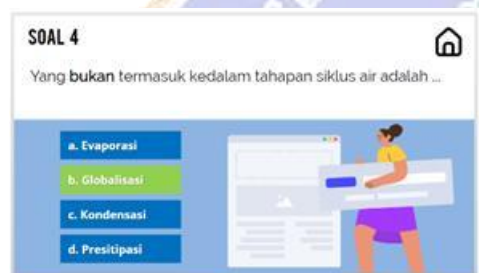 SOAL 4
Yang bukan termasuk kedalam tahapan siklus air adalah ...
a. Evaporasi
b. Globalisasi
c. Kondensasi
d. Presitipasi